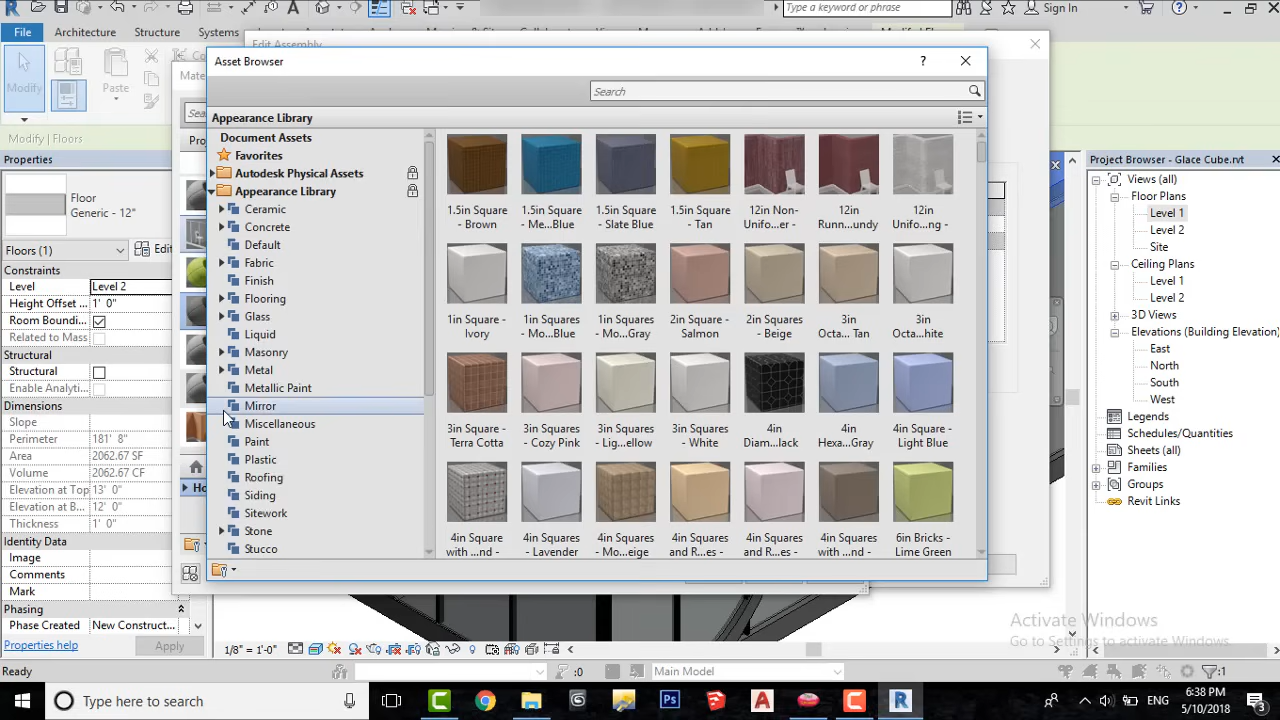 Type a keyword or phrase
Sign In
File
Architecture
Structure
Systems
Edit Assembly
Modify
Paste
Asset Browser
?
Search
Appearance Library
Document Assets
Favorites
Autodesk Physical Assets
Appearance Library
Ceramic
Concrete
Default
Fabric
Finish
Flooring
Glass
Liquid
Masonry
Metal
Metallic Paint
Mirror
Miscellaneous
Paint
Plastic
Roofing
Siding
Sitework
Stone
Stucco
1.5in Square - Brown
1.5in Square - Me...Blue
1.5in Square - Slate Blue
1.5in Square - Tan
12in Non-Unifo...er -
12in Runn...undy
12in Unifo...ng -
1in Square - Ivory
1in Squares - Mo...Blue
1in Squares - Mo...Gray
2in Square - Salmon
2in Squares - Beige
3in Octa... Tan
3in Octa...hite
3in Square - Terra Cotta
3in Squares - Cozy Pink
3in Squares - Lig...ellow
3in Squares - White
4in Diam...lack
4in Hexa...Gray
4in Square - Light Blue
4in Square with ...nd -
4in Squares - Lavender
4in Squares - Mo...eige
4in Squares and R...es -
4in Squares and R...es -
4in Squares with ...nd -
6in Bricks - Lime Green
Modify | Floors
Properties
Floor
Generic - 12"
Floors (1)
Edit
Constraints
Level
Level 2
Height Offset ...
1' 0"
Room Boundi...
Related to Mass
Structural
Structural
Enable Analyti...
Dimensions
Slope
Perimeter
181' 8"
Area
2062.67 SF
Volume
2062.67 CF
Elevation at Top
13' 0"
Elevation at B...
12' 0"
Thickness
1' 0"
Identity Data
Image
Comments
Mark
Phasing
Phase Created
New Construct...
Properties help
Apply
Project Browser - Glace Cube.rvt
Views (all)
Floor Plans
Level 1
Level 2
Site
Ceiling Plans
Level 1
Level 2
3D Views
Elevations (Building Elevation)
East
North
South
West
Legends
Schedules/Quantities
Sheets (all)
Families
Groups
Revit Links
Activate Windows
Go to Settings to activate Windows.
1/8" = 1'-0"
Ready
:0
Main Model
:1
Type here to search
ENG
6:38 PM
5/10/2018
3